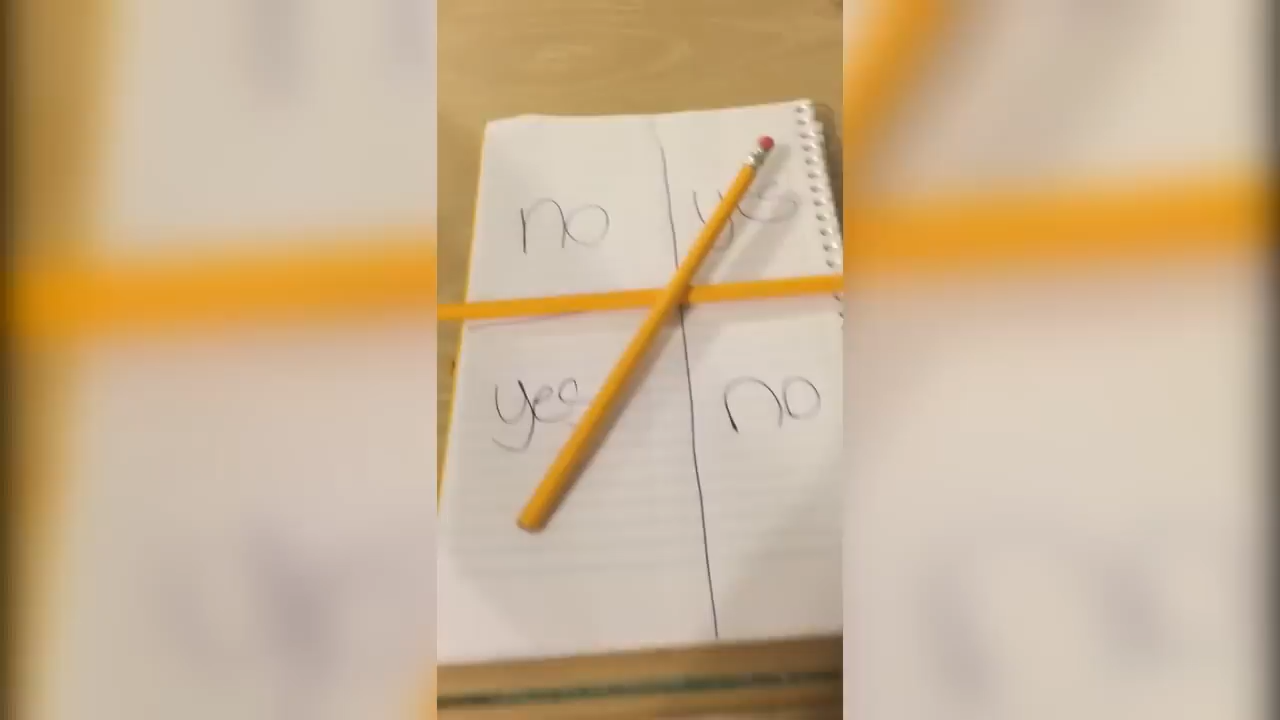 no yes
yes no